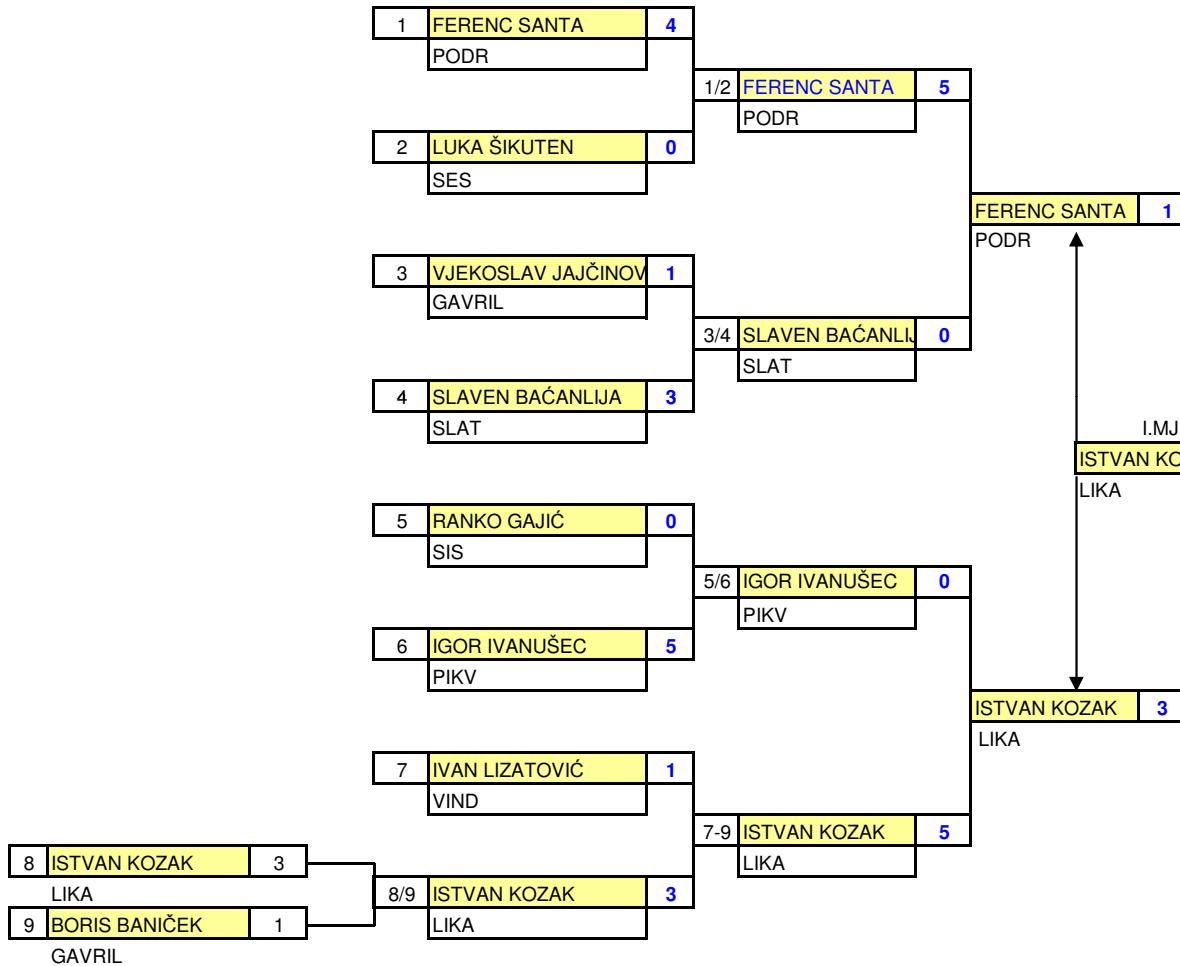 1 FERENC SANTA 4
PODR
1/2 FERENC SANTA 5
PODR
2 LUKA ŠIKUTEN 0
SES
FERENC SANTA 1
PODR
3 VJEKOSLAV JAJČINOV 1
GAVRIL
3/4 SLAVEN BAĆANLIJ 0
SLAT
4 SLAVEN BAĆANLIJA 3
SLAT
I.MJ
ISTVAN KO
LIKA
5 RANKO GAJIĆ 0
SIS
5/6 IGOR IVANUŠEC 0
PIKV
6 IGOR IVANUŠEC 5
PIKV
ISTVAN KOZAK 3
LIKA
7 IVAN LIZATOVIĆ 1
VIND
7-9 ISTVAN KOZAK 5
LIKA
8 ISTVAN KOZAK 3
LIKA
8/9 ISTVAN KOZAK 3
LIKA
9 BORIS BANIČEK 1
GAVRIL